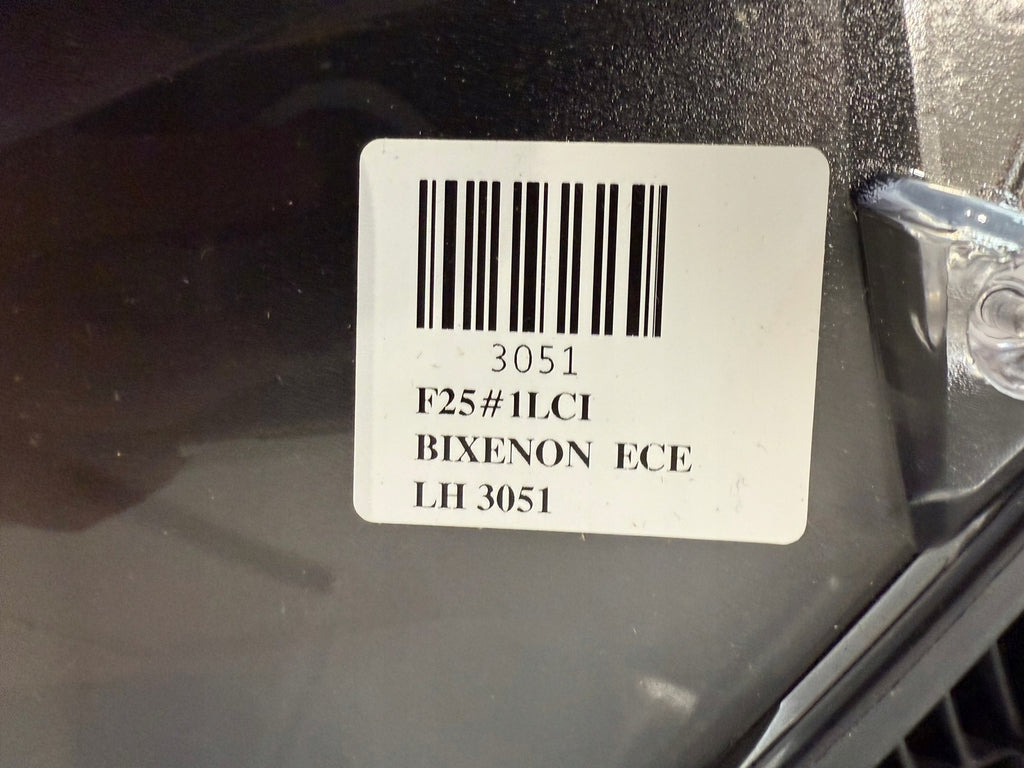 3051
F25#1LCI
BIXENON ECE
LH 3051